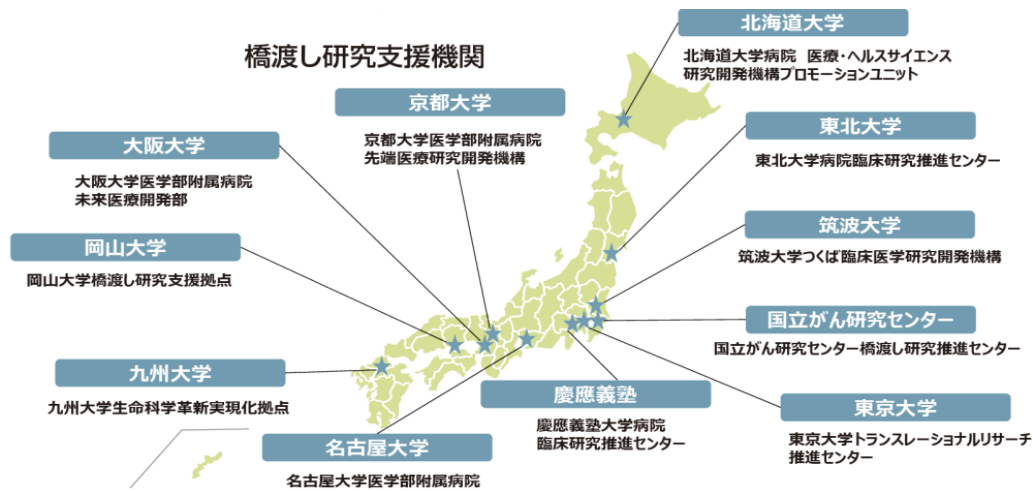 橋渡し研究支援機関
北海道大学
北海道大学病院 医療・ヘルスサイエンス
研究開発機構プロモーションユニット
京都大学
京都大学医学部附属病院
先端医療研究開発機構
東北大学
東北大学病院臨床研究推進センター
大阪大学
大阪大学医学部附属病院
未来医療開発部
筑波大学
筑波大学つくば臨床医学研究開発機構
岡山大学
岡山大学橋渡し研究支援拠点
国立がん研究センター
国立がん研究センター橋渡し研究推進センター
九州大学
九州大学生命科学革新実現化拠点
慶應義塾
慶應義塾大学病院
臨床研究推進センター
東京大学
東京大学トランスレーショナルリサーチ
推進センター
名古屋大学
名古屋大学医学部附属病院